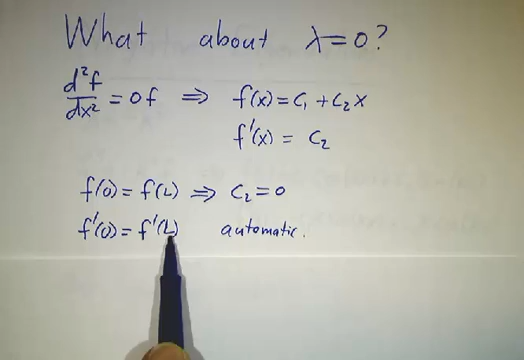 What about λ=0?
d²f/dx² = 0f ⇒ f(x) = C₁ + C₂x
f'(x) = C₂
f(0) = f(L) ⇒ C₂ = 0
f'(0) = f'(L) automatic.